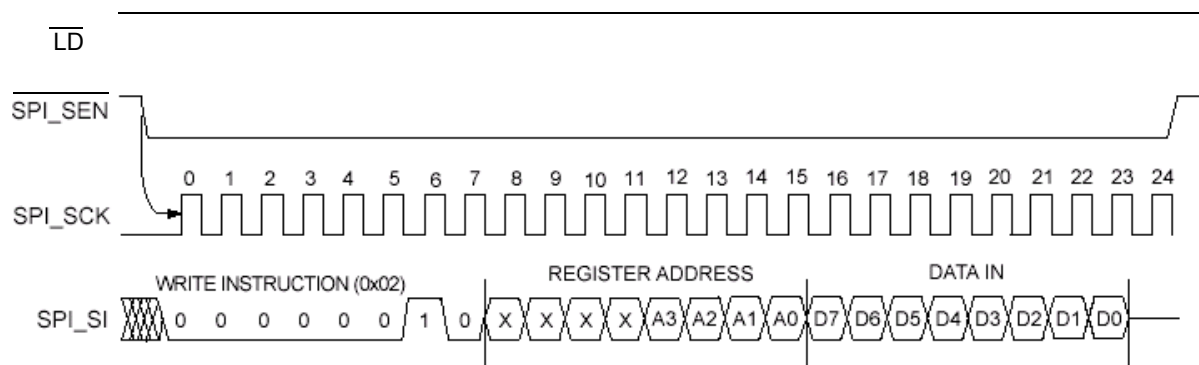 LD
SPI_SEN
0 1 2 3 4 5 6 7 8 9 10 11 12 13 14 15 16 17 18 19 20 21 22 23 24
SPI_SCK
WRITE INSTRUCTION (0x02) REGISTER ADDRESS DATA IN
SPI_SI 0 0 0 0 0 0 1 0 X X X X A3 A2 A1 A0 D7 D6 D5 D4 D3 D2 D1 D0